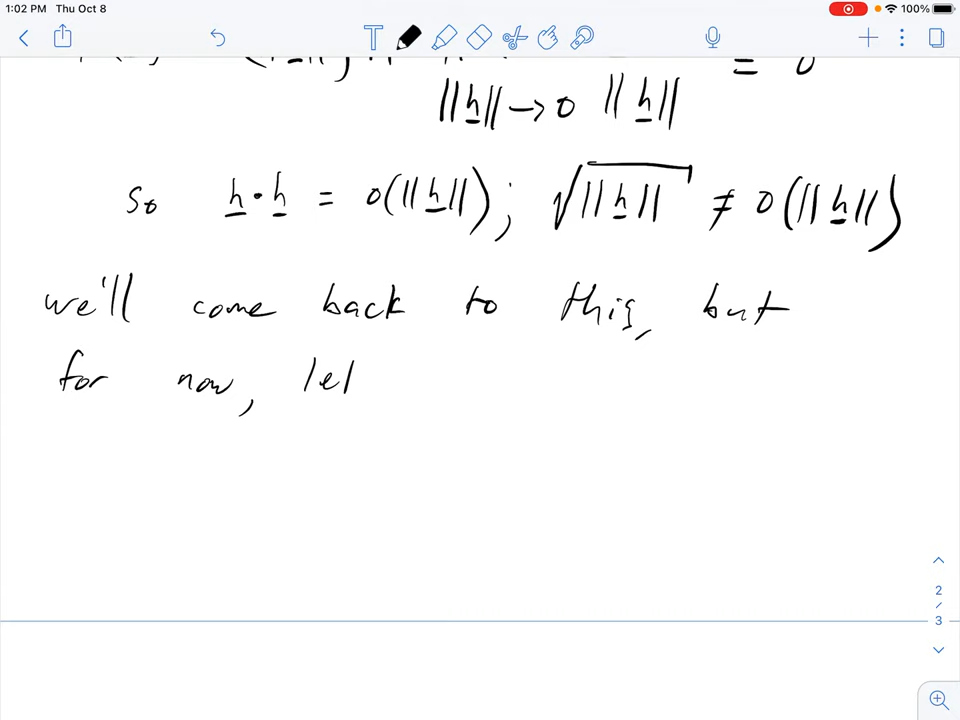 1:02 PM Thu Oct 8
100%
T
= 0
||h|| → 0 ||h||
so h · h = o(||h||); √||h|| ≠ o(||h||)
we'll come back to this, but
for now, let
2
/
3